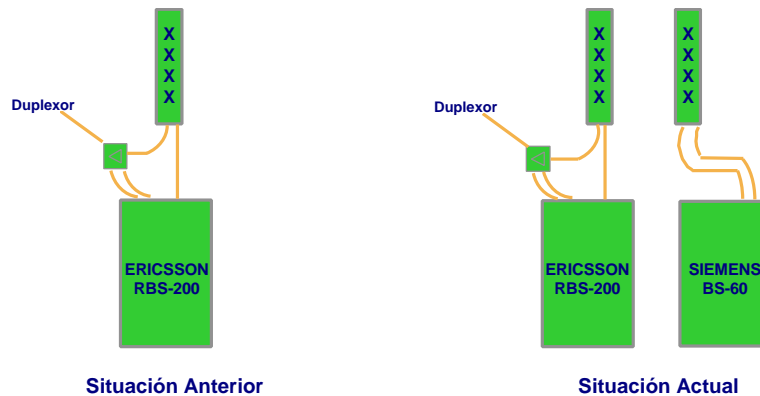 X
X
X
X
Duplexor
ERICSSON
RBS-200
Situación Anterior
X
X
X
X
X
X
X
X
Duplexor
ERICSSON
RBS-200
SIEMENS
BS-60
Situación Actual